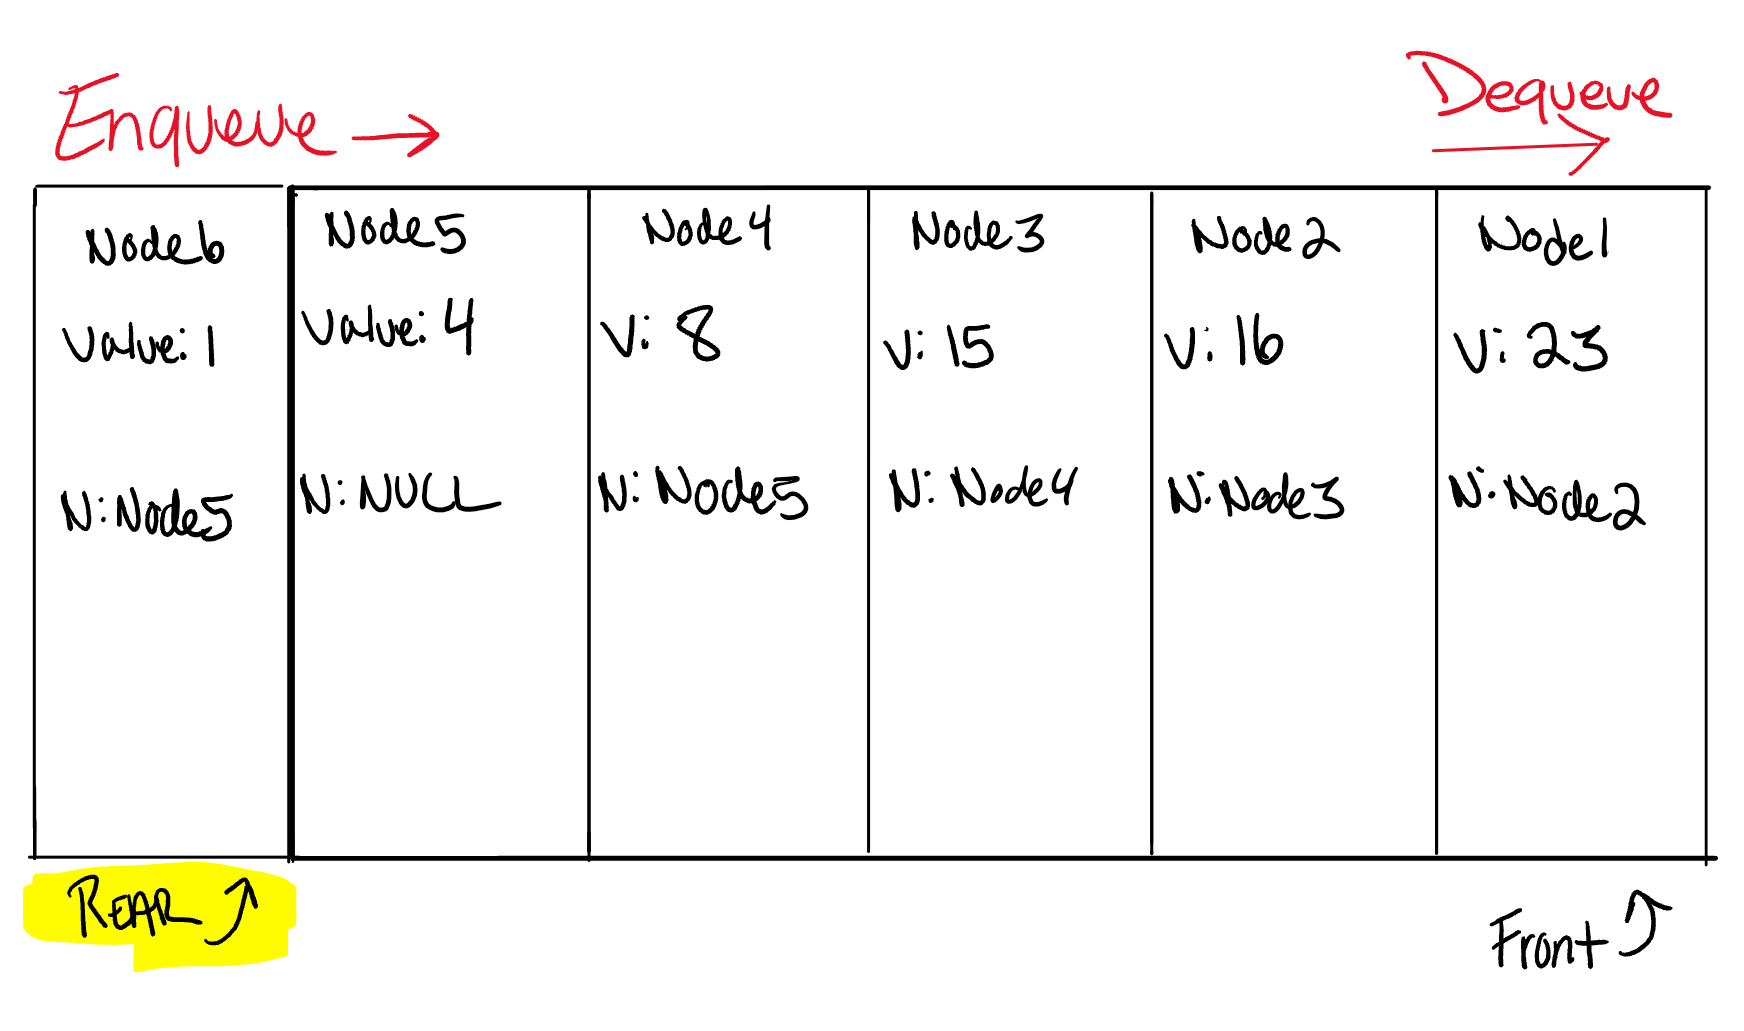 Enqueue
Dequeue
Node6
Value: 1
N: Node5
Node5
Value: 4
N: NULL
Node4
V: 8
N: Node5
Node3
V: 15
N: Node4
Node2
V: 16
N: Node3
Node1
V: 23
N: Node2
REAR
Front